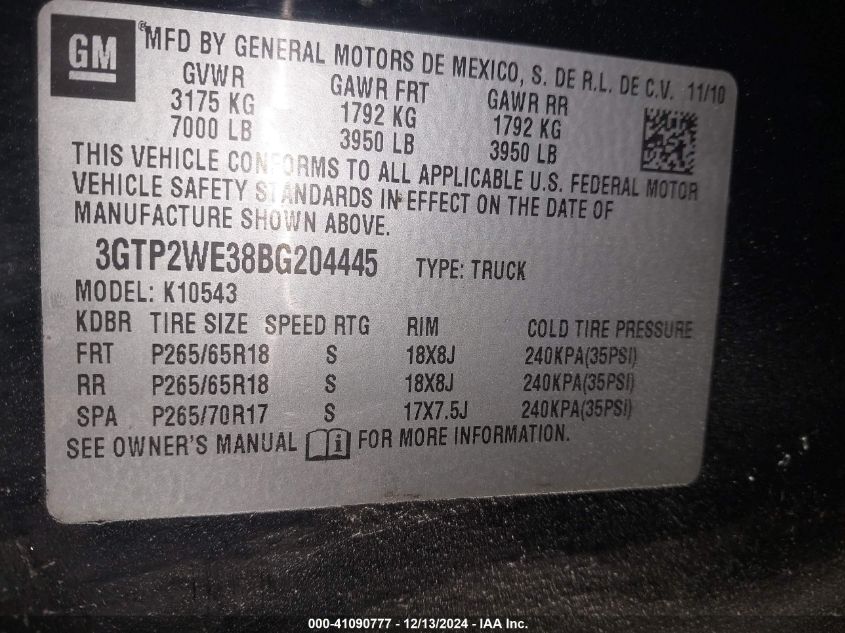 GM
® MFD BY GENERAL MOTORS DE MEXICO, S. DE R.L. DE C.V. 11/10
GVWR GAWR FRT GAWR RR
3175 KG 1792 KG 1792 KG
7000 LB 3950 LB 3950 LB
THIS VEHICLE CONFORMS TO ALL APPLICABLE U.S. FEDERAL MOTOR
VEHICLE SAFETY STANDARDS IN EFFECT ON THE DATE OF
MANUFACTURE SHOWN ABOVE.
3GTP2WE38BG204445 TYPE: TRUCK
MODEL: K10543
KDBR TIRE SIZE SPEED RTG RIM COLD TIRE PRESSURE
FRT P265/65R18 S 18X8J 240KPA(35PSI)
RR P265/65R18 S 18X8J 240KPA(35PSI)
SPA P265/70R17 S 17X7.5J 240KPA(35PSI)
SEE OWNER'S MANUAL i FOR MORE INFORMATION.
000-41090777 - 12/13/2024 - IAA Inc.